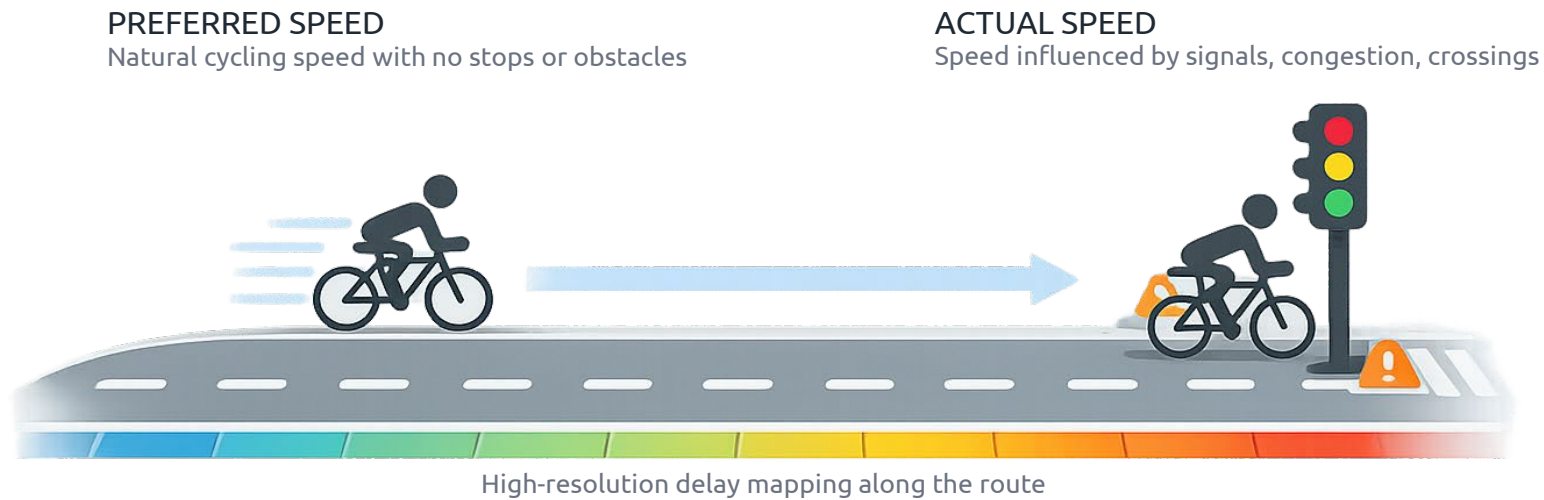 PREFERRED SPEED
Natural cycling speed with no stops or obstacles
ACTUAL SPEED
Speed influenced by signals, congestion, crossings
High-resolution delay mapping along the route